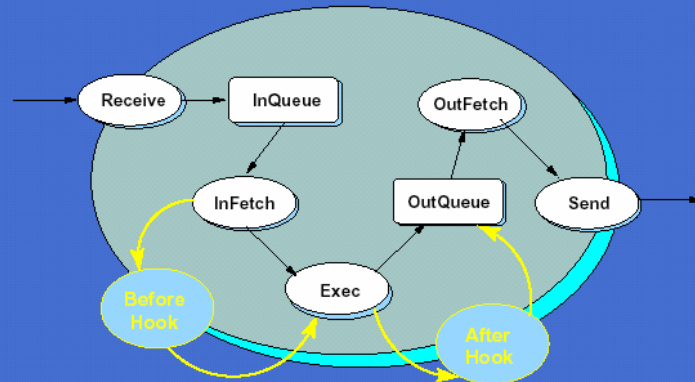 Receive
InQueue
OutFetch
InFetch
OutQueue
Send
Exec
Before
Hook
After
Hook